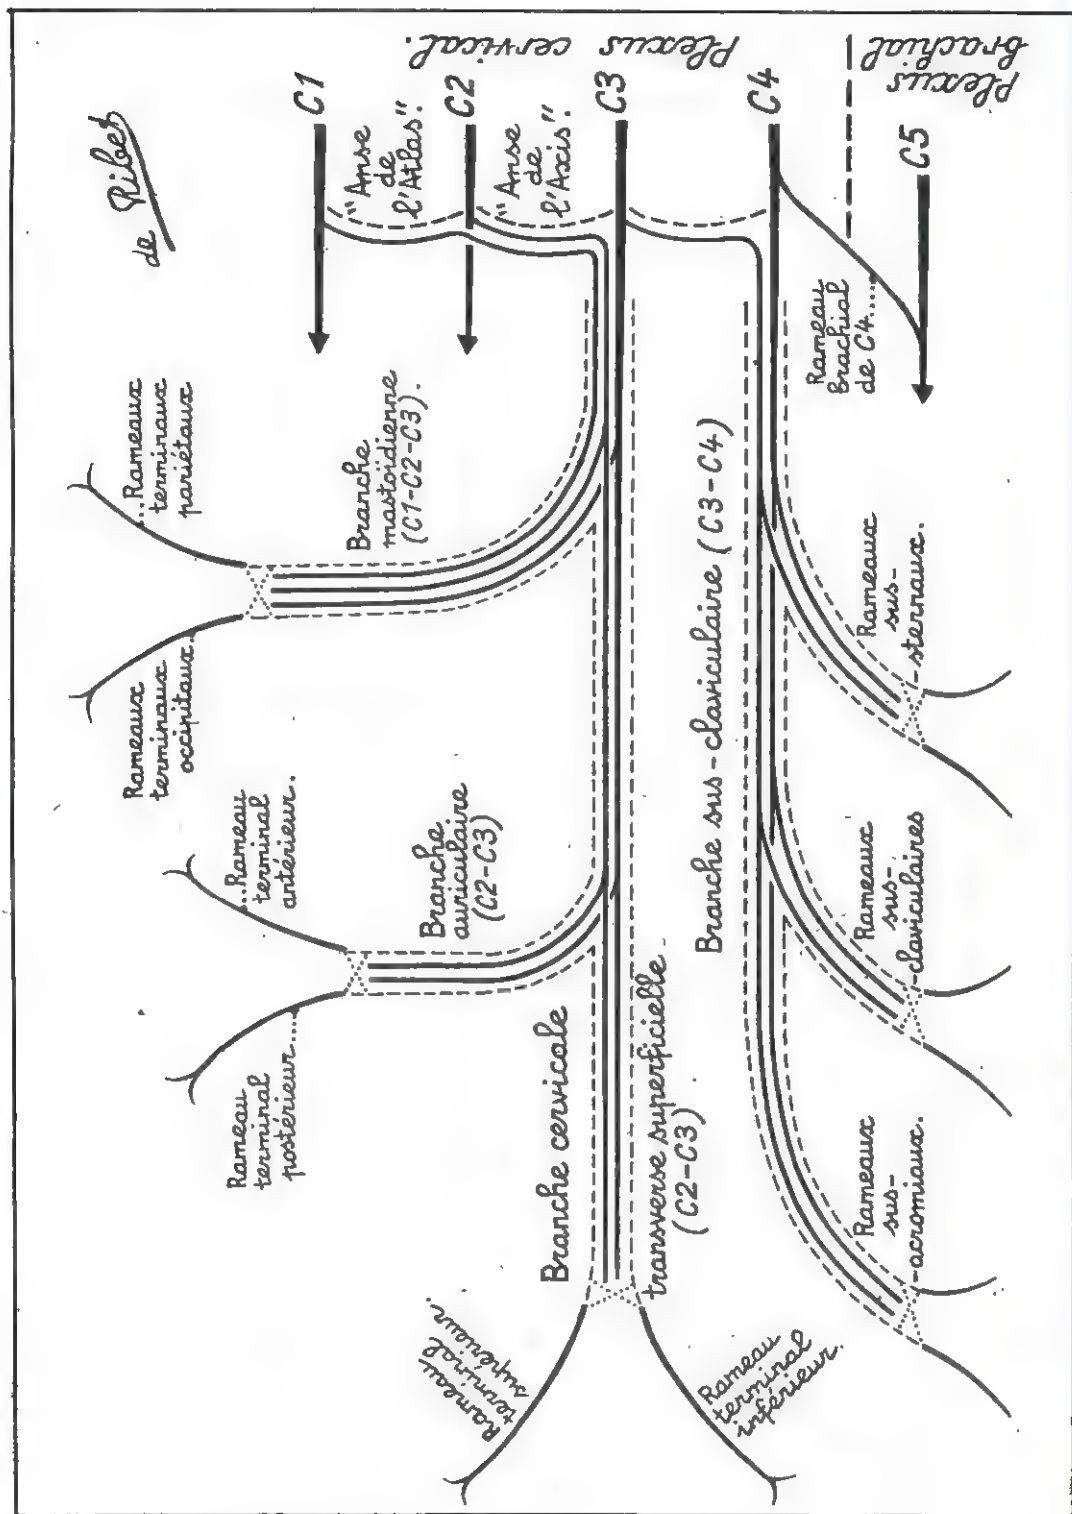 de Ribet
C1
"Anse
de
l'Atlas".
C2
"Anse
de
l'Axis".
C3
C4
C5
Plexus cervical.
Plexus
brachial
Rameau
brachial
de C4.....
...Rameaux
terminaux
pariétaux
Rameaux
terminaux
occipitaux.
Branche
mastoïdienne
(C1-C2-C3).
...Rameau
terminal
antérieur.
Rameau
terminal
postérieur....
Branche
auriculaire
(C2-C3)
Branche cervicale
transverse superficielle
(C2-C3)
Rameau
terminal
supérieur.
Rameau
terminal
inférieur.
Branche sus-claviculaire (C3-C4)
Rameaux
sus-
-sternaux.
Rameaux
sus-
-claviculaires
Rameaux
sus-
-acromiaux.